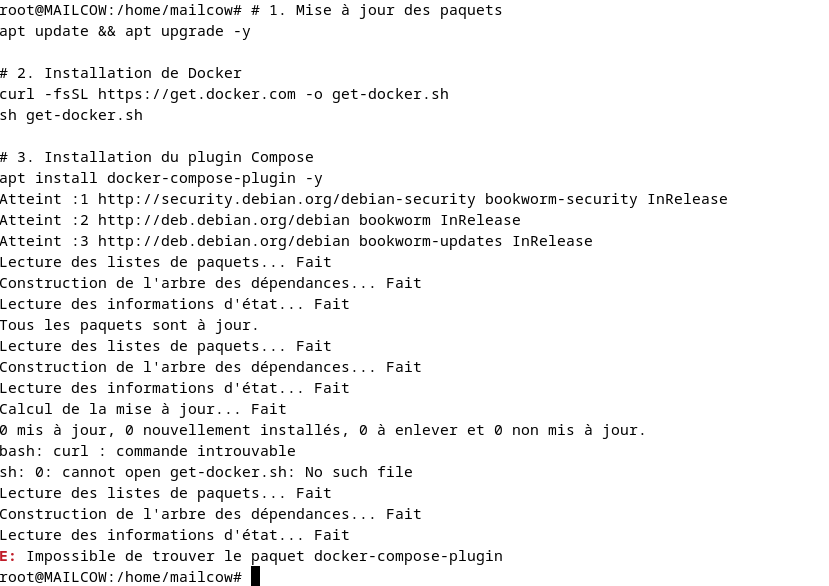 root@MAILCOW:/home/mailcow# # 1. Mise à jour des paquets
apt update && apt upgrade -y
# 2. Installation de Docker
curl -fsSL https://get.docker.com -o get-docker.sh
sh get-docker.sh
# 3. Installation du plugin Compose
apt install docker-compose-plugin -y
Atteint :1 http://security.debian.org/debian-security bookworm-security InRelease
Atteint :2 http://deb.debian.org/debian bookworm InRelease
Atteint :3 http://deb.debian.org/debian bookworm-updates InRelease
Lecture des listes de paquets... Fait
Construction de l'arbre des dépendances... Fait
Lecture des informations d'état... Fait
Tous les paquets sont à jour.
Lecture des listes de paquets... Fait
Construction de l'arbre des dépendances... Fait
Lecture des informations d'état... Fait
Calcul de la mise à jour... Fait
0 mis à jour, 0 nouvellement installés, 0 à enlever et 0 non mis à jour.
bash: curl : commande introuvable
sh: 0: cannot open get-docker.sh: No such file
Lecture des listes de paquets... Fait
Construction de l'arbre des dépendances... Fait
Lecture des informations d'état... Fait
E: Impossible de trouver le paquet docker-compose-plugin
root@MAILCOW:/home/mailcow#